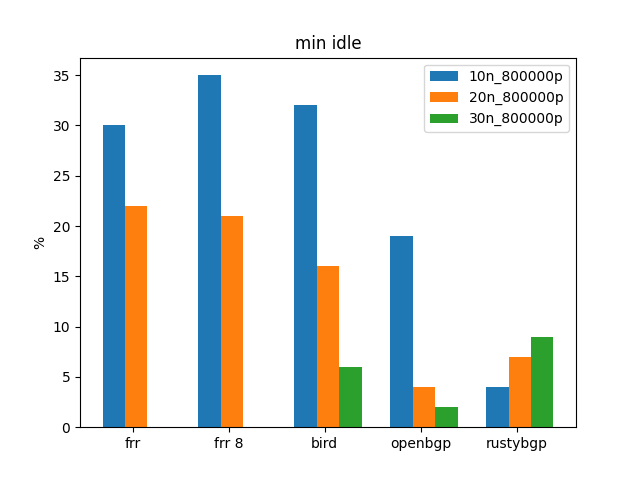 min idle
35
30
25
20
15
10
5
0
%
10n_800000p
20n_800000p
30n_800000p
frr
frr 8
bird
openbgp
rustybgp